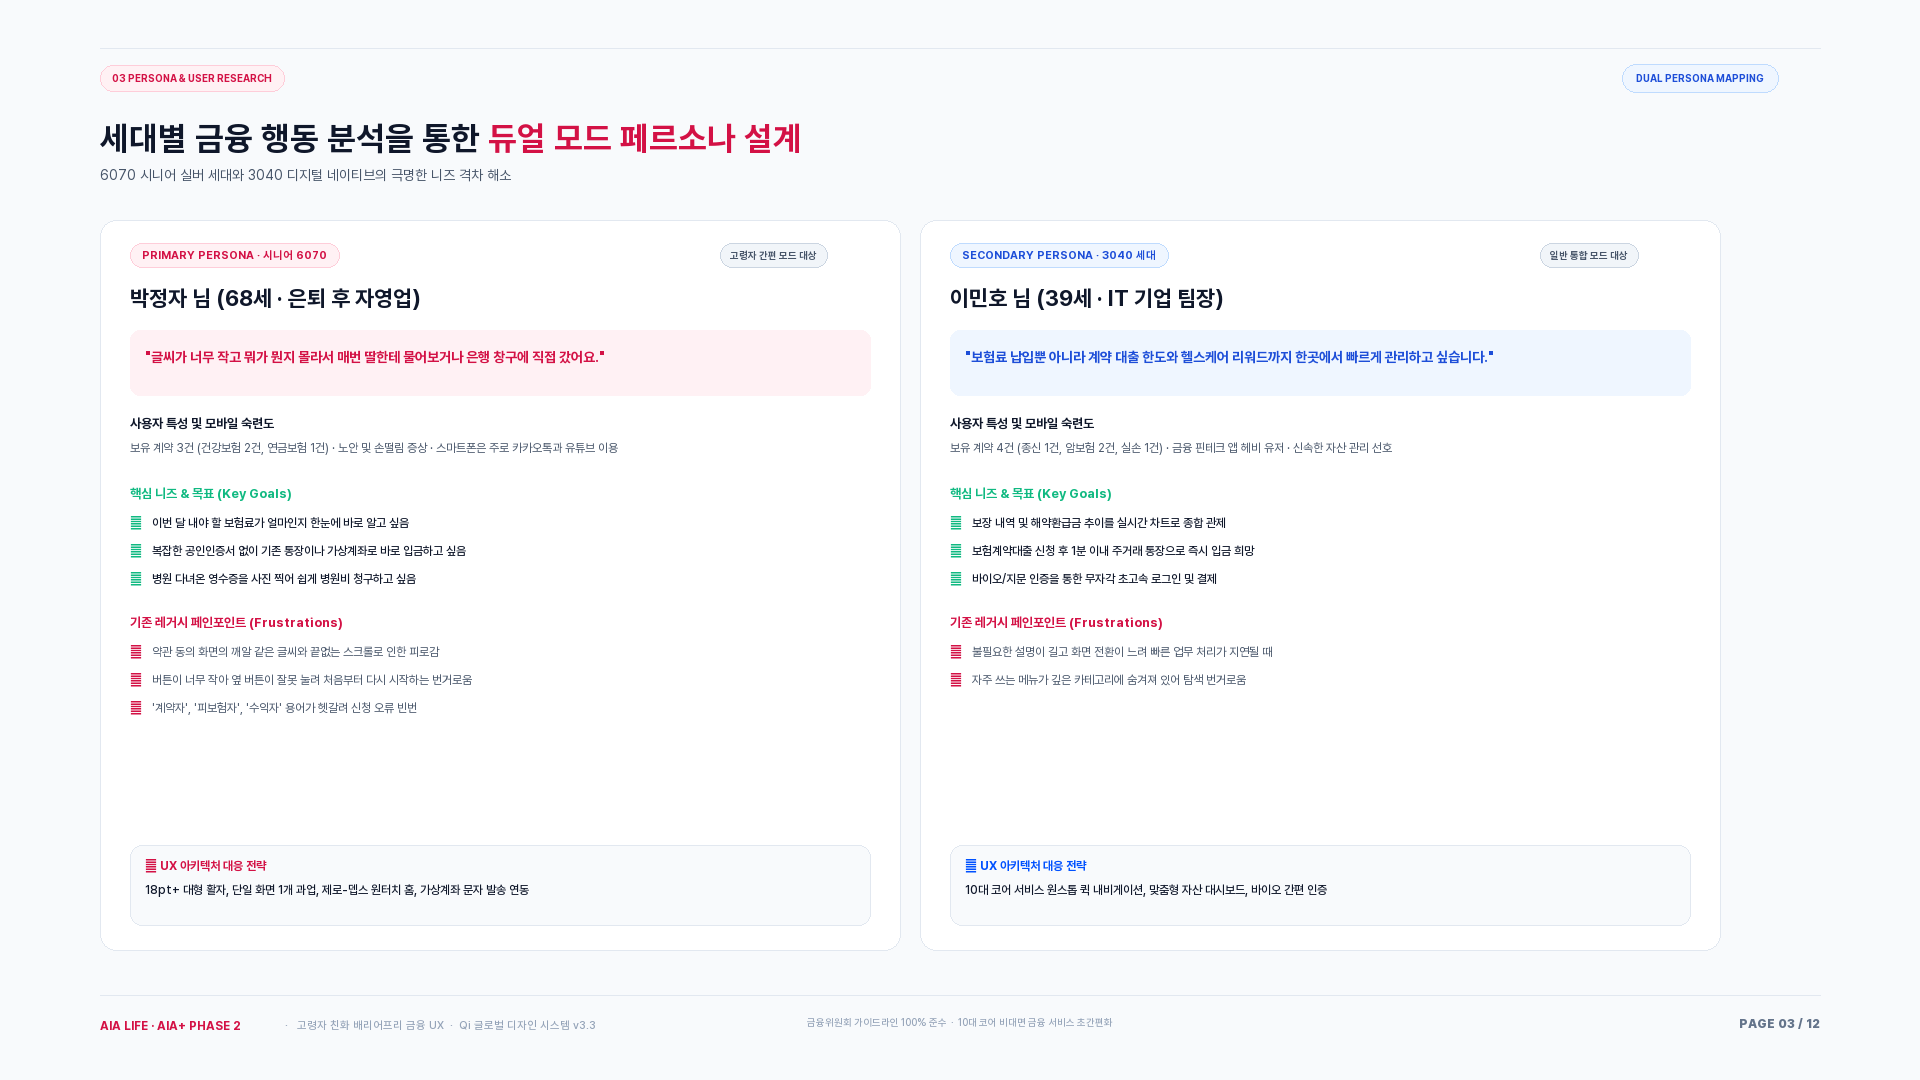 03 PERSONA & USER RESEARCH
DUAL PERSONA MAPPING
세대별 금융 행동 분석을 통한 듀얼 모드 페르소나 설계
6070 시니어 실버 세대와 3040 디지털 네이티브의 극명한 니즈 격차 해소
PRIMARY PERSONA · 시니어 6070
고령자 간편 모드 대상
박정자 님 (68세 · 은퇴 후 자영업)
"글씨가 너무 작고 뭐가 뭔지 몰라서 매번 딸한테 물어보거나 은행 창구에 직접 갔어요."
사용자 특성 및 모바일 숙련도
보유 계약 3건 (건강보험 2건, 연금보험 1건) · 노안 및 손떨림 증상 · 스마트폰은 주로 카카오톡과 유튜브 이용
핵심 니즈 & 목표 (Key Goals)
이번 달 내야 할 보험료가 얼마인지 한눈에 바로 알고 싶음
복잡한 공인인증서 없이 기존 통장이나 가상계좌로 바로 입금하고 싶음
병원 다녀온 영수증을 사진 찍어 쉽게 병원비 청구하고 싶음
기존 레거시 페인포인트 (Frustrations)
약관 동의 화면의 깨알 같은 글씨와 끝없는 스크롤로 인한 피로감
버튼이 너무 작아 옆 버튼이 잘못 눌려 처음부터 다시 시작하는 번거로움
'계약자', '피보험자', '수익자' 용어가 헷갈려 신청 오류 빈번
UX 아키텍처 대응 전략
18pt+ 대형 활자, 단일 화면 1개 과업, 제로-뎁스 원터치 홈, 가상계좌 문자 발송 연동
SECONDARY PERSONA · 3040 세대
일반 통합 모드 대상
이민호 님 (39세 · IT 기업 팀장)
"보험료 납입뿐 아니라 계약 대출 한도와 헬스케어 리워드까지 한곳에서 빠르게 관리하고 싶습니다."
사용자 특성 및 모바일 숙련도
보유 계약 4건 (종신 1건, 암보험 2건, 실손 1건) · 금융 핀테크 앱 헤비 유저 · 신속한 자산 관리 선호
핵심 니즈 & 목표 (Key Goals)
보장 내역 및 해약환급금 추이를 실시간 차트로 종합 관제
보험계약대출 신청 후 1분 이내 주거래 통장으로 즉시 입금 희망
바이오/지문 인증을 통한 무자각 초고속 로그인 및 결제
기존 레거시 페인포인트 (Frustrations)
불필요한 설명이 길고 화면 전환이 느려 빠른 업무 처리가 지연될 때
자주 쓰는 메뉴가 깊은 카테고리에 숨겨져 있어 탐색 번거로움
UX 아키텍처 대응 전략
10대 코어 서비스 원스톱 퀵 내비게이션, 맞춤형 자산 대시보드, 바이오 간편 인증
AIA LIFE · AIA+ PHASE 2 · 고령자 친화 배리어프리 금융 UX · Qi 글로벌 디자인 시스템 v3.3
금융위원회 가이드라인 100% 준수 · 10대 코어 비대면 금융 서비스 초간편화
PAGE 03 / 12